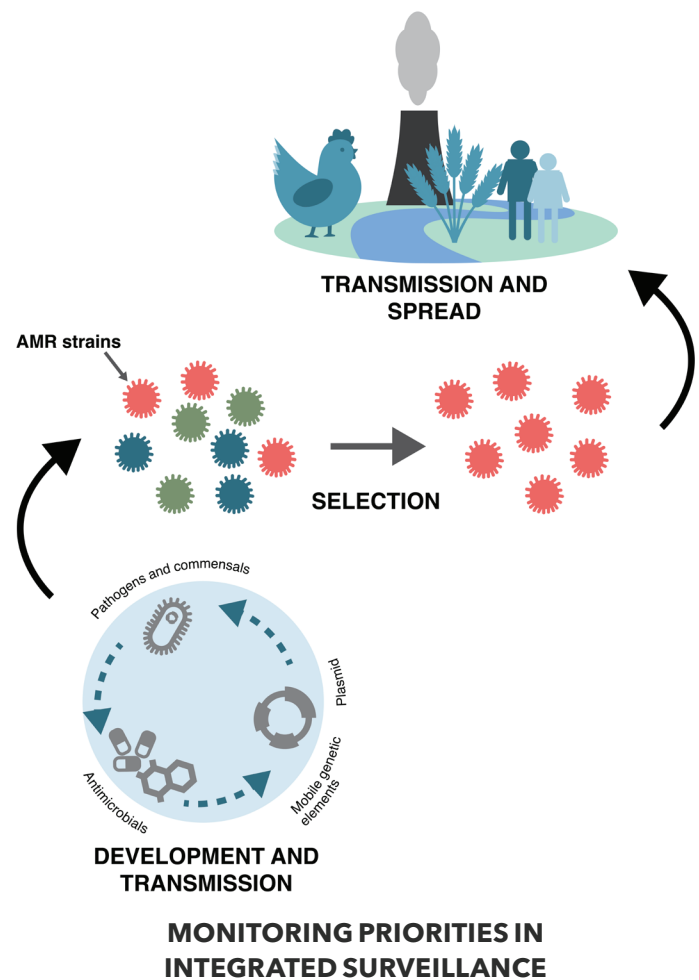 TRANSMISSION AND
SPREAD
AMR strains
SELECTION
Pathogens and commensals
Plasmid
Mobile genetic
elements
Antimicrobials
DEVELOPMENT AND
TRANSMISSION
MONITORING PRIORITIES IN
INTEGRATED SURVEILLANCE